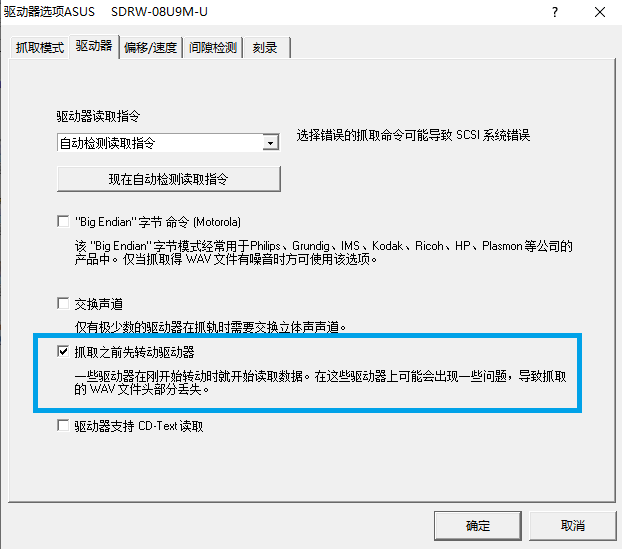 驱动器选项ASUS SDRW-08U9M-U
抓取模式 驱动器 偏移/速度 间隙检测 刻录
驱动器读取指令
自动检测读取指令
选择错误的抓取命令可能导致 SCSI 系统错误
现在自动检测读取指令
"Big Endian"字节 命令 (Motorola)
该 "Big Endian"字节模式经常用于Philips、Grundig、IMS、Kodak、Ricoh、HP、Plasmon 等公司的
产品中。仅当抓取得 WAV 文件有噪音时方可使用该选项。
交换声道
仅有极少数的驱动器在抓轨时需要交换立体声声道。
抓取之前先转动驱动器
一些驱动器在刚开始转动时就开始读取数据。在这些驱动器上可能会出现一些问题，导致抓取
的 WAV 文件头部分丢失。
驱动器支持 CD-Text 读取
确定 取消